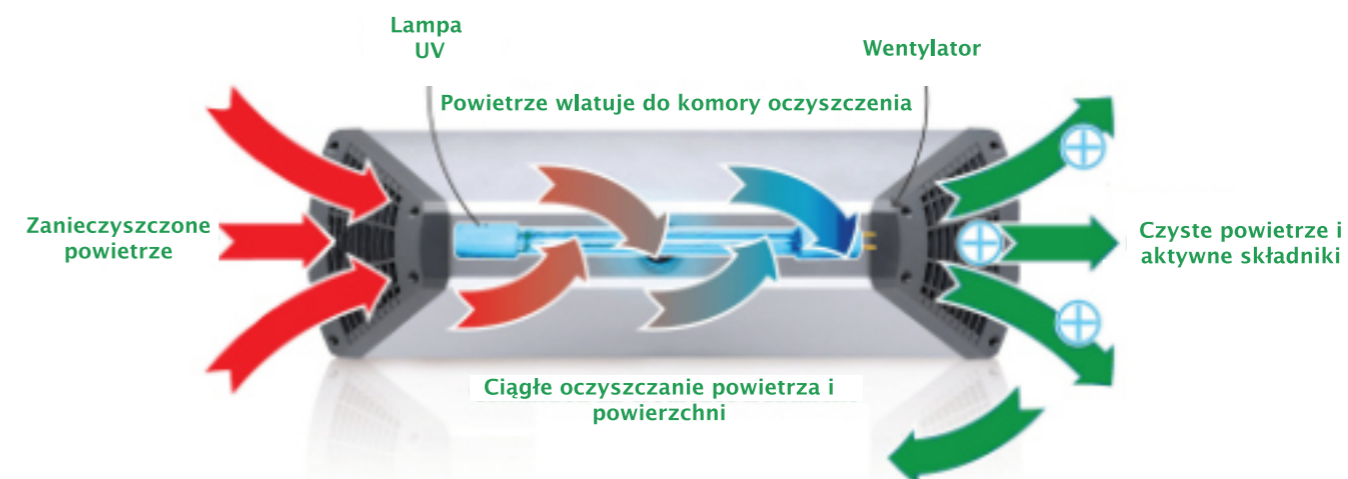 Lampa
UV
Wentylator
Powietrze wlatuje do komory oczyszczenia
Zanieczyszczone
powietrze
Czyste powietrze i
aktywne składniki
Ciągłe oczyszczanie powietrza i
powierzchni